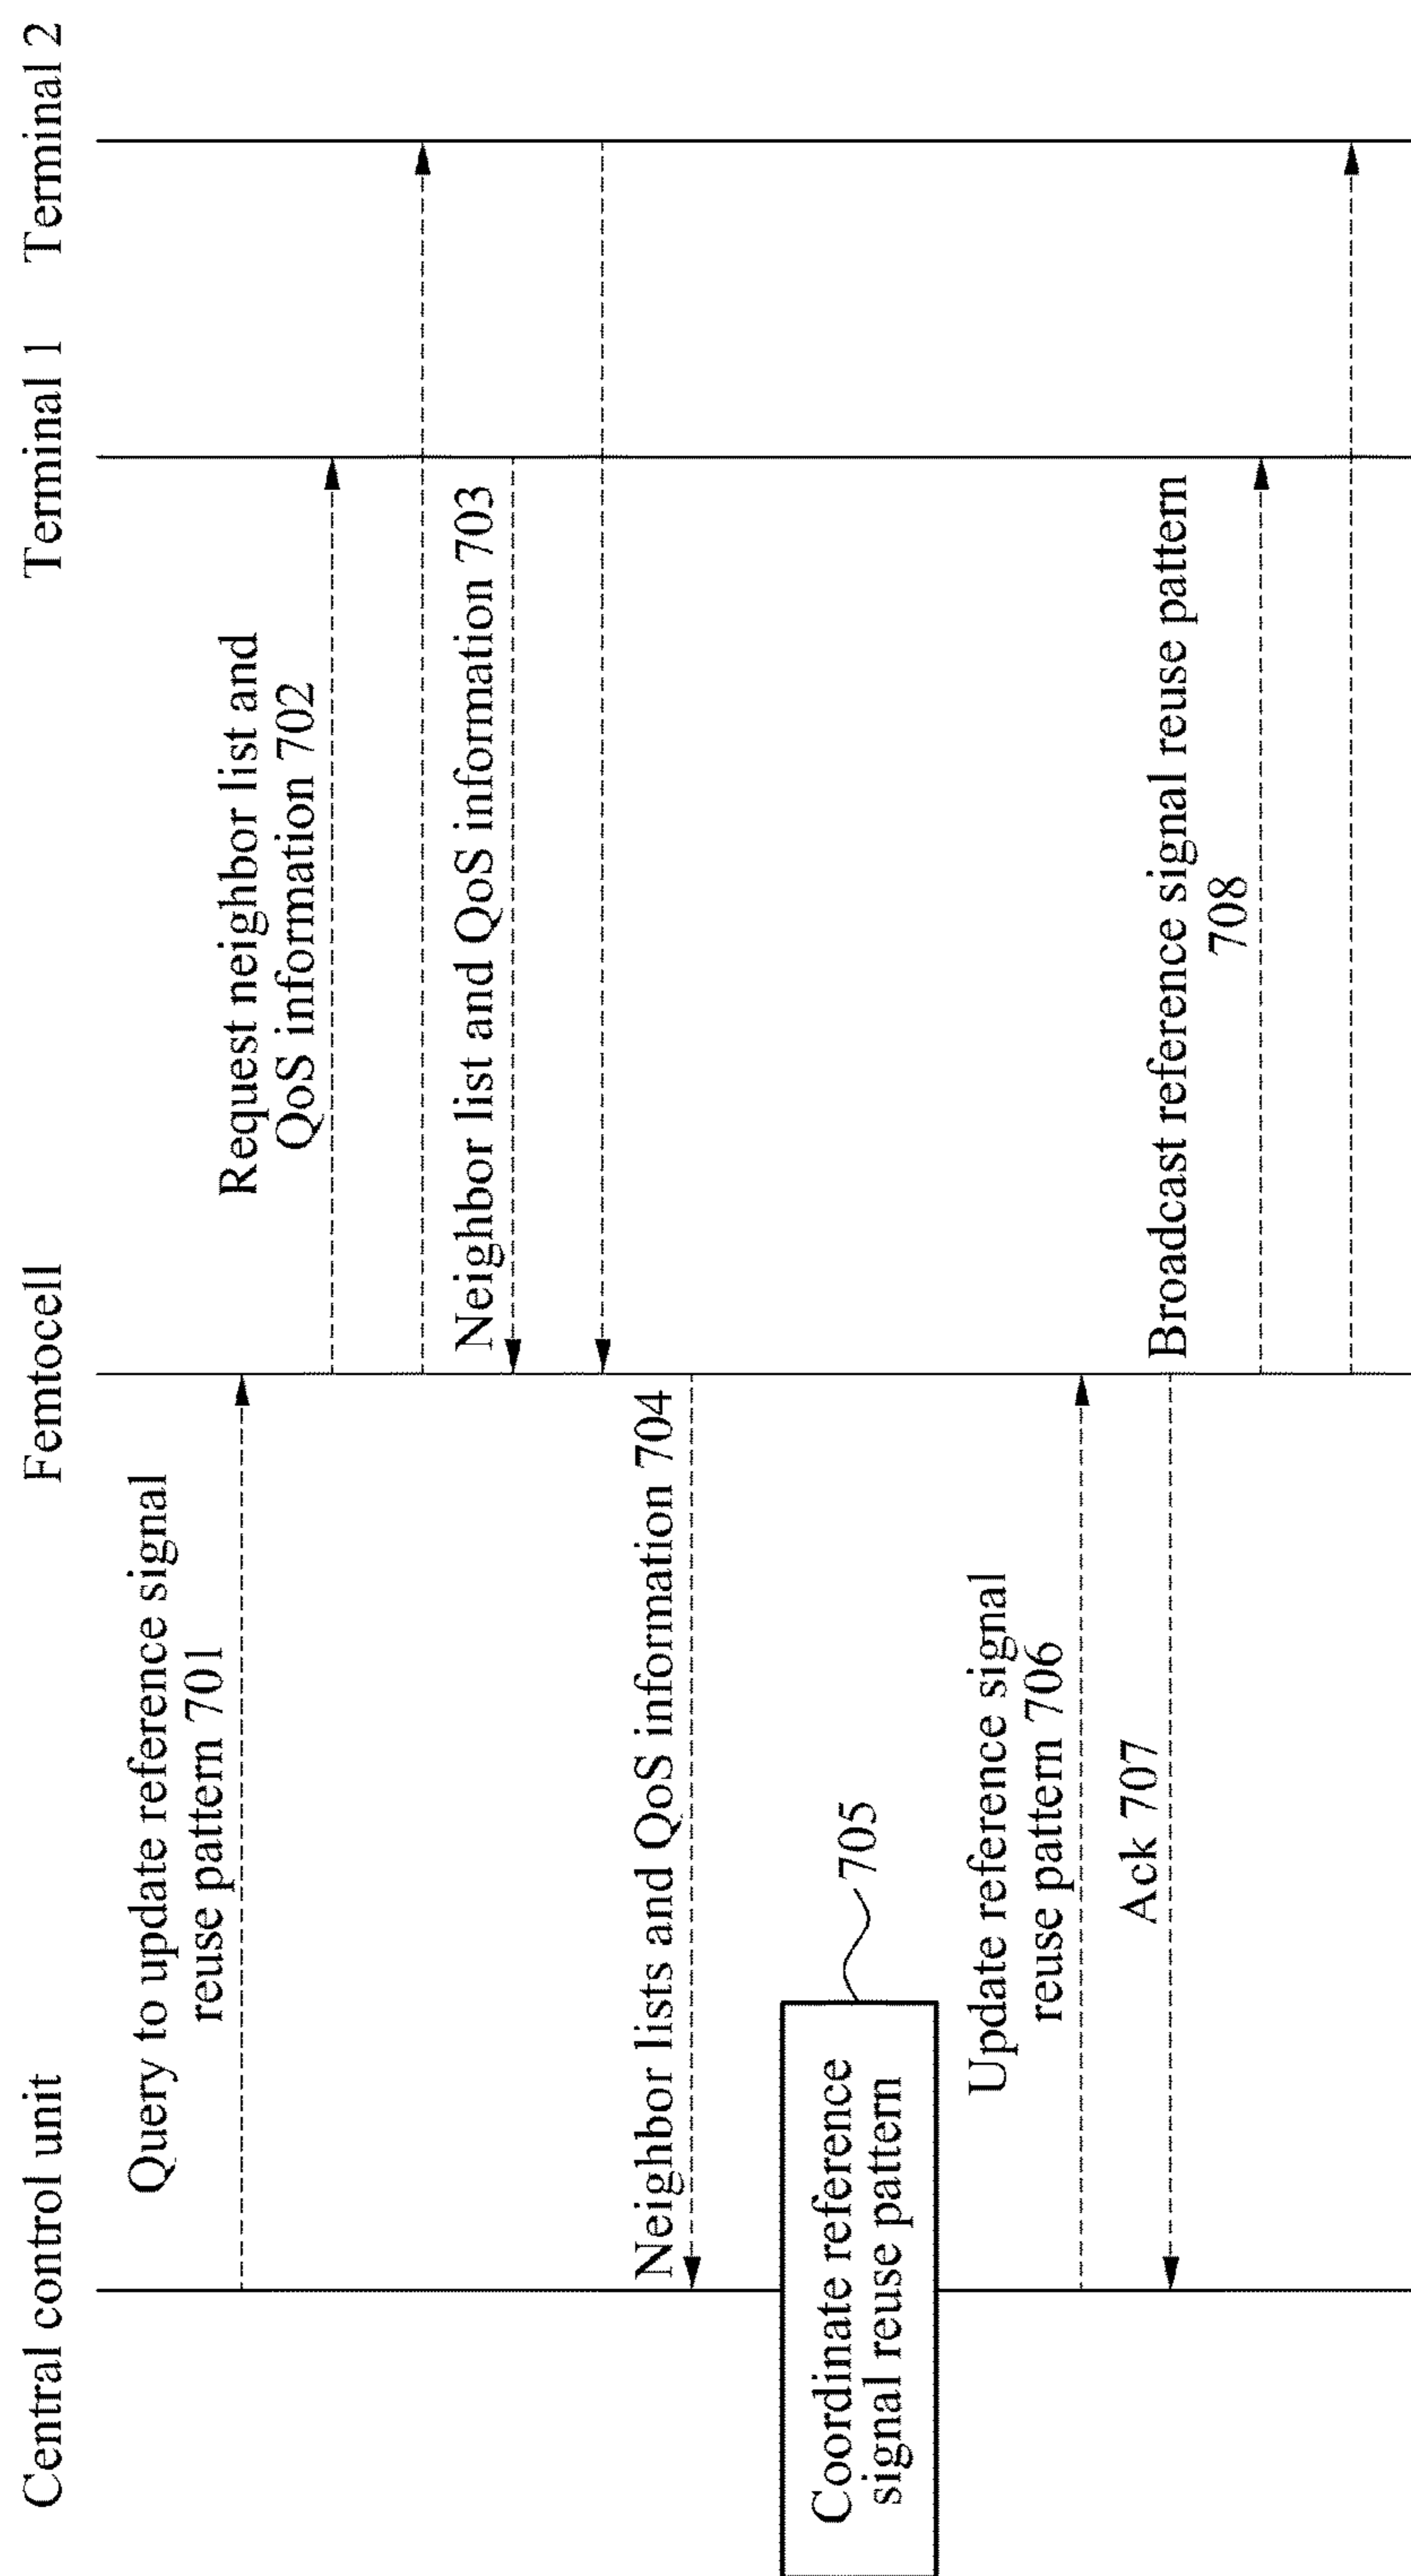 Central control unit
Femtocell
Terminal 1
Terminal 2
Query to update reference signal
reuse pattern 701
Request neighbor list and
QoS information 702
Neighbor list and QoS information 703
Neighbor lists and QoS information 704
Coordinate reference
signal reuse pattern
705
Update reference signal
reuse pattern 706
Ack 707
Broadcast reference signal reuse pattern
708